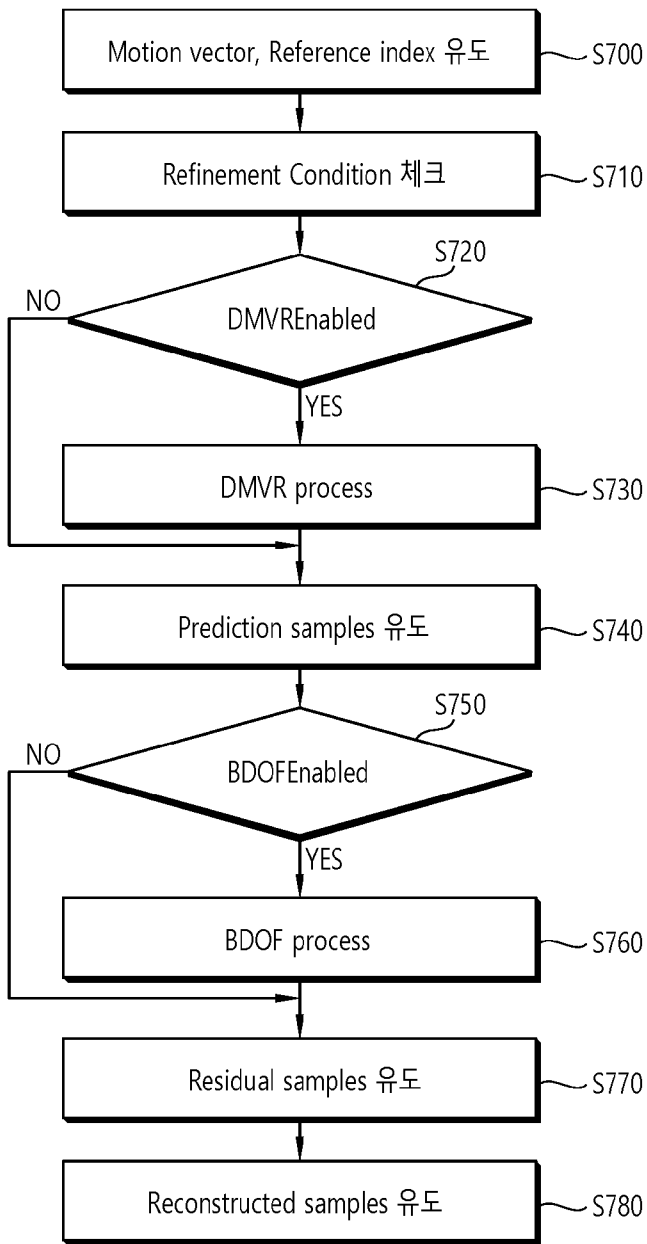 Motion vector, Reference index 유도
S700
Refinement Condition 체크
S710
S720
NO
DMVREnabled
YES
DMVR process
S730
Prediction samples 유도
S740
S750
NO
BDOFEnabled
YES
BDOF process
S760
Residual samples 유도
S770
Reconstructed samples 유도
S780